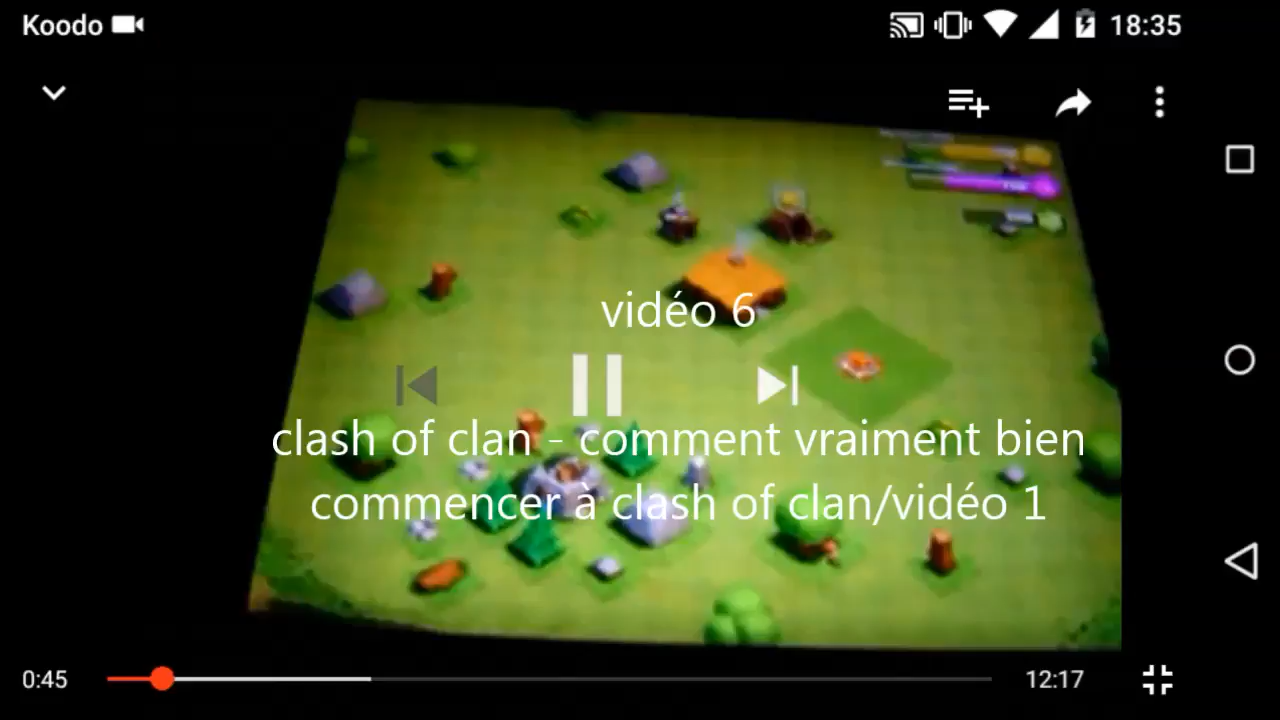 Koodo 18:35
vidéo 6
clash of clan - comment vraiment bien
commencer à clash of clan/vidéo 1
0:45 12:17